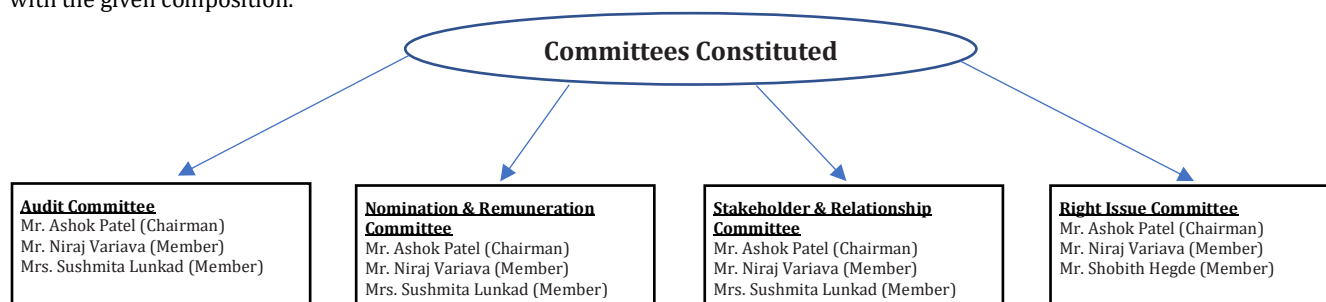 with the given composition.
Committees Constituted
Audit Committee
Mr. Ashok Patel (Chairman)
Mr. Niraj Variava (Member)
Mrs. Sushmita Lunkad (Member)
Nomination & Remuneration
Committee
Mr. Ashok Patel (Chairman)
Mr. Niraj Variava (Member)
Mrs. Sushmita Lunkad (Member)
Stakeholder & Relationship
Committee
Mr. Ashok Patel (Chairman)
Mr. Niraj Variava (Member)
Mrs. Sushmita Lunkad (Member)
Right Issue Committee
Mr. Ashok Patel (Chairman)
Mr. Niraj Variava (Member)
Mr. Shobith Hegde (Member)